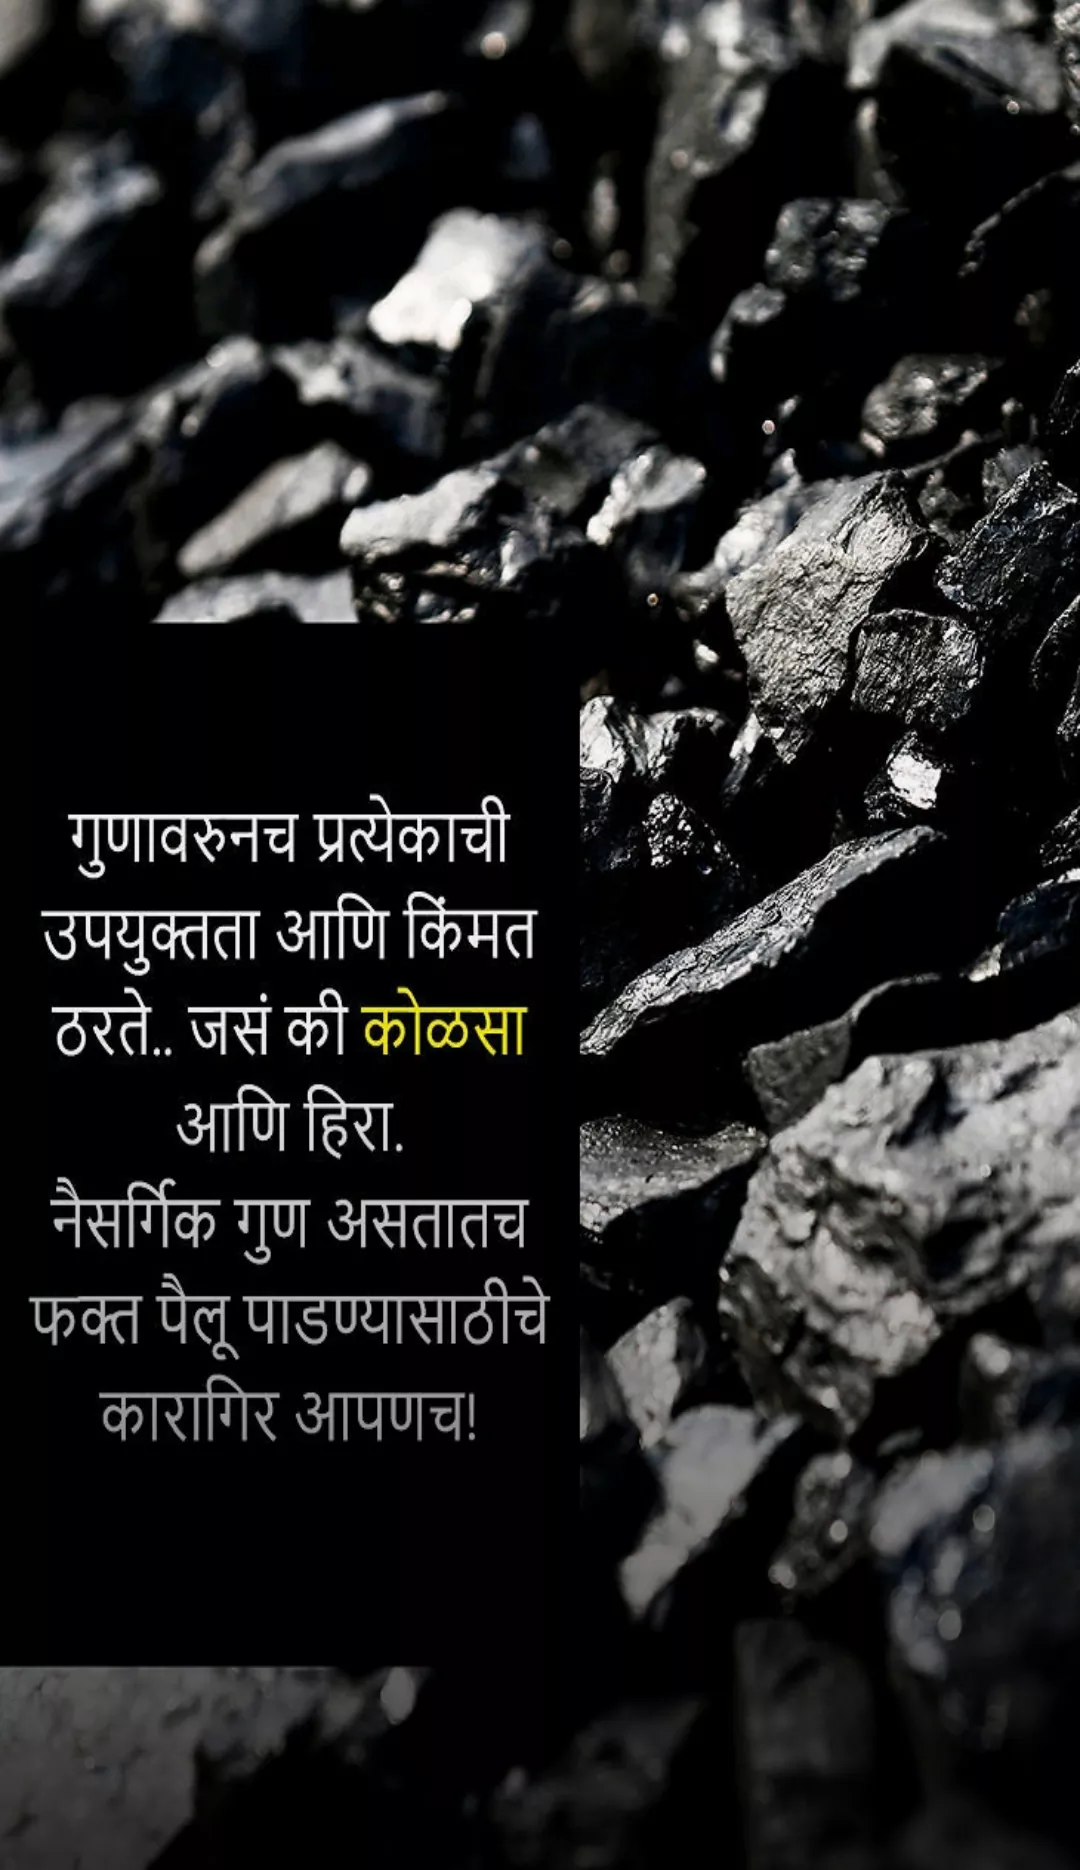 गुणावरुनच प्रत्येकाची
उपयुक्तता आणि किंमत
ठरते.. जसं की कोळसा
आणि हिरा.
नैसर्गिक गुण असतातच
फक्त पैलू पाडण्यासाठीचे
कारागिर आपणच!